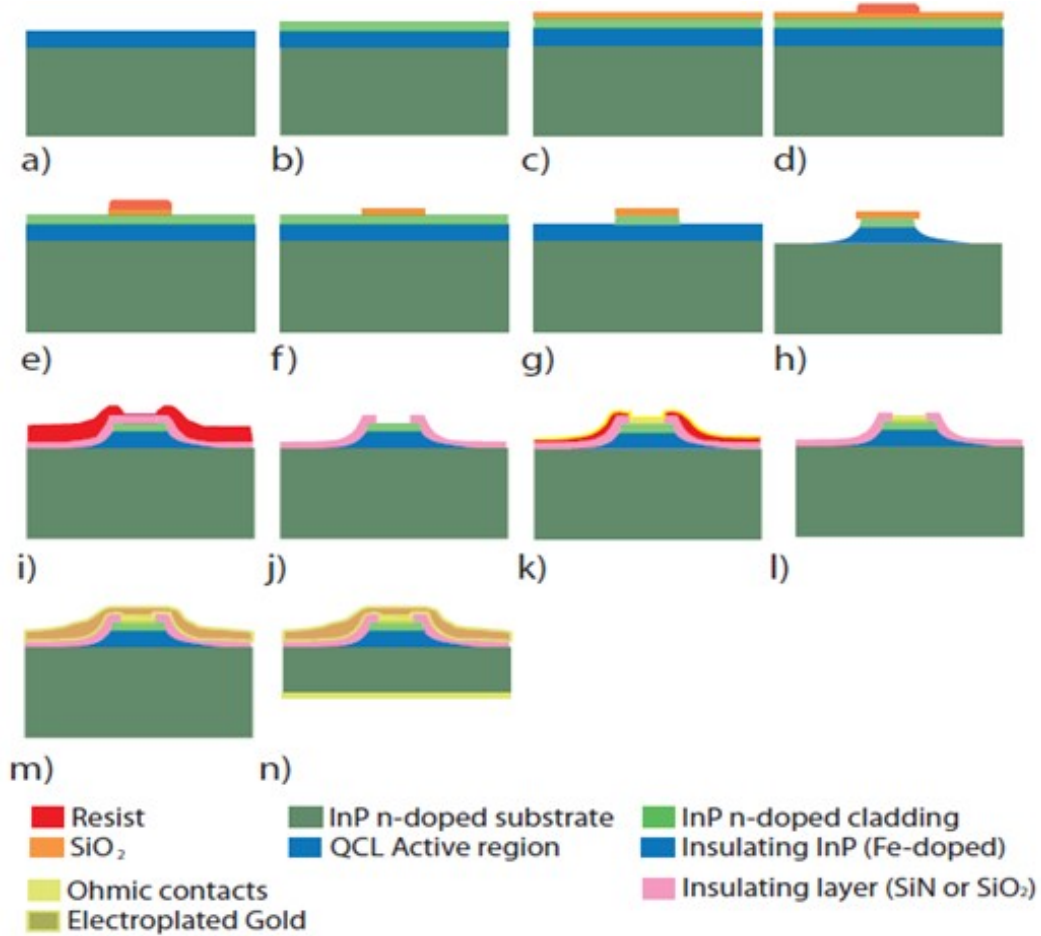 a) b) c) d)
e) f) g) h)
i) j) k) l)
m) n)
Resist InP n-doped substrate InP n-doped cladding
SiO₂ QCL Active region Insulating InP (Fe-doped)
Ohmic contacts Insulating layer (SiN or SiO₂)
Electroplated Gold